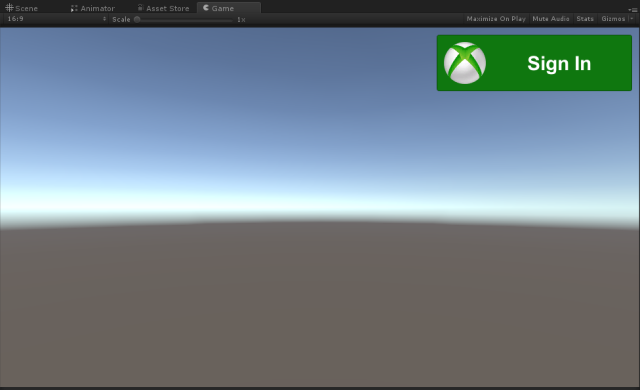 Scene Animator Asset Store Game
16:9 Scale 1x Maximize On Play Mute Audio Stats Gizmos
Sign In